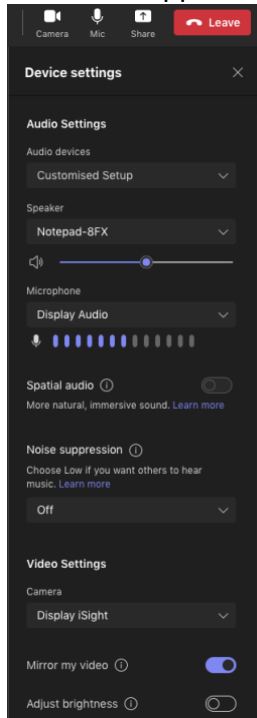 Camera Mic Share Leave
Device settings
Audio Settings
Audio devices
Customised Setup
Speaker
Notepad-8FX
Microphone
Display Audio
Spatial audio
More natural, immersive sound. Learn more
Noise suppression
Choose Low if you want others to hear
music. Learn more
Off
Video Settings
Camera
Display iSight
Mirror my video
Adjust brightness